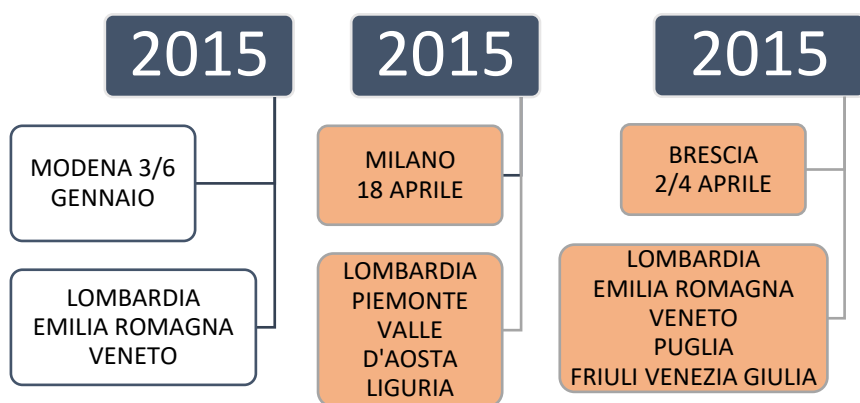 2015
MODENA 3/6
GENNAIO
LOMBARDIA
EMILIA ROMAGNA
VENETO
2015
MILANO
18 APRILE
LOMBARDIA
PIEMONTE
VALLE
D'AOSTA
LIGURIA
2015
BRESCIA
2/4 APRILE
LOMBARDIA
EMILIA ROMAGNA
VENETO
PUGLIA
FRIULI VENEZIA GIULIA